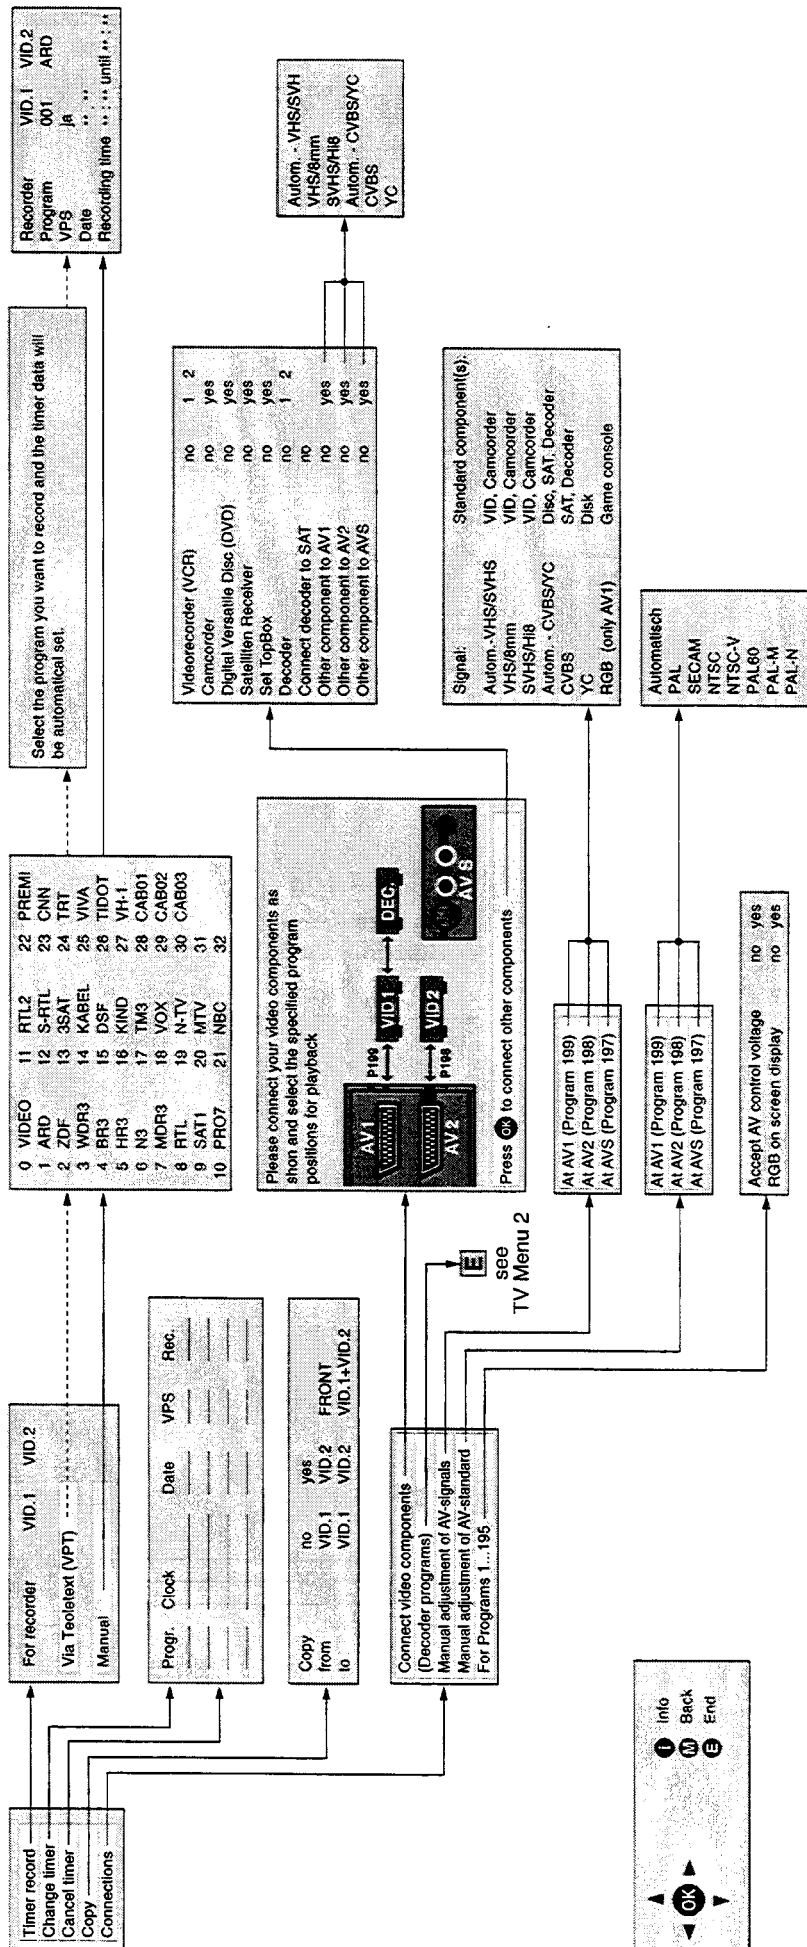 Timer record
Change timer
Cancel timer
Copy
Connections
For recorder VID.1 VID.2
Via Teoletext (VPT)
Manual
0 VIDEO 11 RTL2 22 PREMI
1 ARD 12 S-RTL 23 CNN
2 ZDF 13 3SAT 24 TRT
3 WDR3 14 KABEL 25 VIVA
4 BR3 15 DSF 26 TIDOT
5 HR3 16 KIND 27 VH-1
6 N3 17 TM3 28 CAB01
7 MDR3 18 VOX 29 CAB02
8 RTL 19 N-TV 30 CAB03
9 SAT1 20 MTV 31
10 PRO7 21 NBC 32
Select the program you want to record and the timer data will
be automatical set.
Recorder VID.1 VID.2
Program 001 ARD
VPS ja
Date **.**
Recording time **:** until **:**
Progr. Clock Date VPS Rec.
Copy no yes
from VID.1 VID.2 FRONT
to VID.1 VID.2 VID.1+VID.2
Connect video components
(Decoder programs)
Manual adjustment of AV-signals
Manual adjustment of AV-standard
For Programs 1...195
E
see
TV Menu 2
Please connect your video components as
shon and select the specified program
positions for playback
AV1 P199 VID1 DEC.
AV2 P198 VID2 AV S
Press OK to connect other components
Videorecorder (VCR) no 1 2
Camcorder no yes
Digital Versatile Disc (DVD) no yes
Satelliten Receiver no yes
Set TopBox no yes
Decoder no 1 2
Connect decoder to SAT no
Other component to AV1 no yes
Other component to AV2 no yes
Other component to AVS no yes
Autom. - VHS/SVH
VHS/8mm
SVHS/Hi8
Autom. - CVBS/YC
CVBS
YC
At AV1 (Program 199)
At AV2 (Program 198)
At AVS (Program 197)
Signal: Standard component(s):
Autom.-VHS/SVHS VID, Camcorder
VHS/8mm VID, Camcorder
SVHS/Hi8 VID, Camcorder
Autom. - CVBS/YC Disc, SAT, Decoder
CVBS SAT, Decoder
YC Disk
RGB (only AV1) Game console
At AV1 (Program 199)
At AV2 (Program 198)
At AVS (Program 197)
Automatisch
PAL
SECAM
NTSC
NTSC-V
PAL60
PAL-M
PAL-N
Accept AV control voltage no yes
RGB on screen display no yes
OK
i Info
M Back
E End